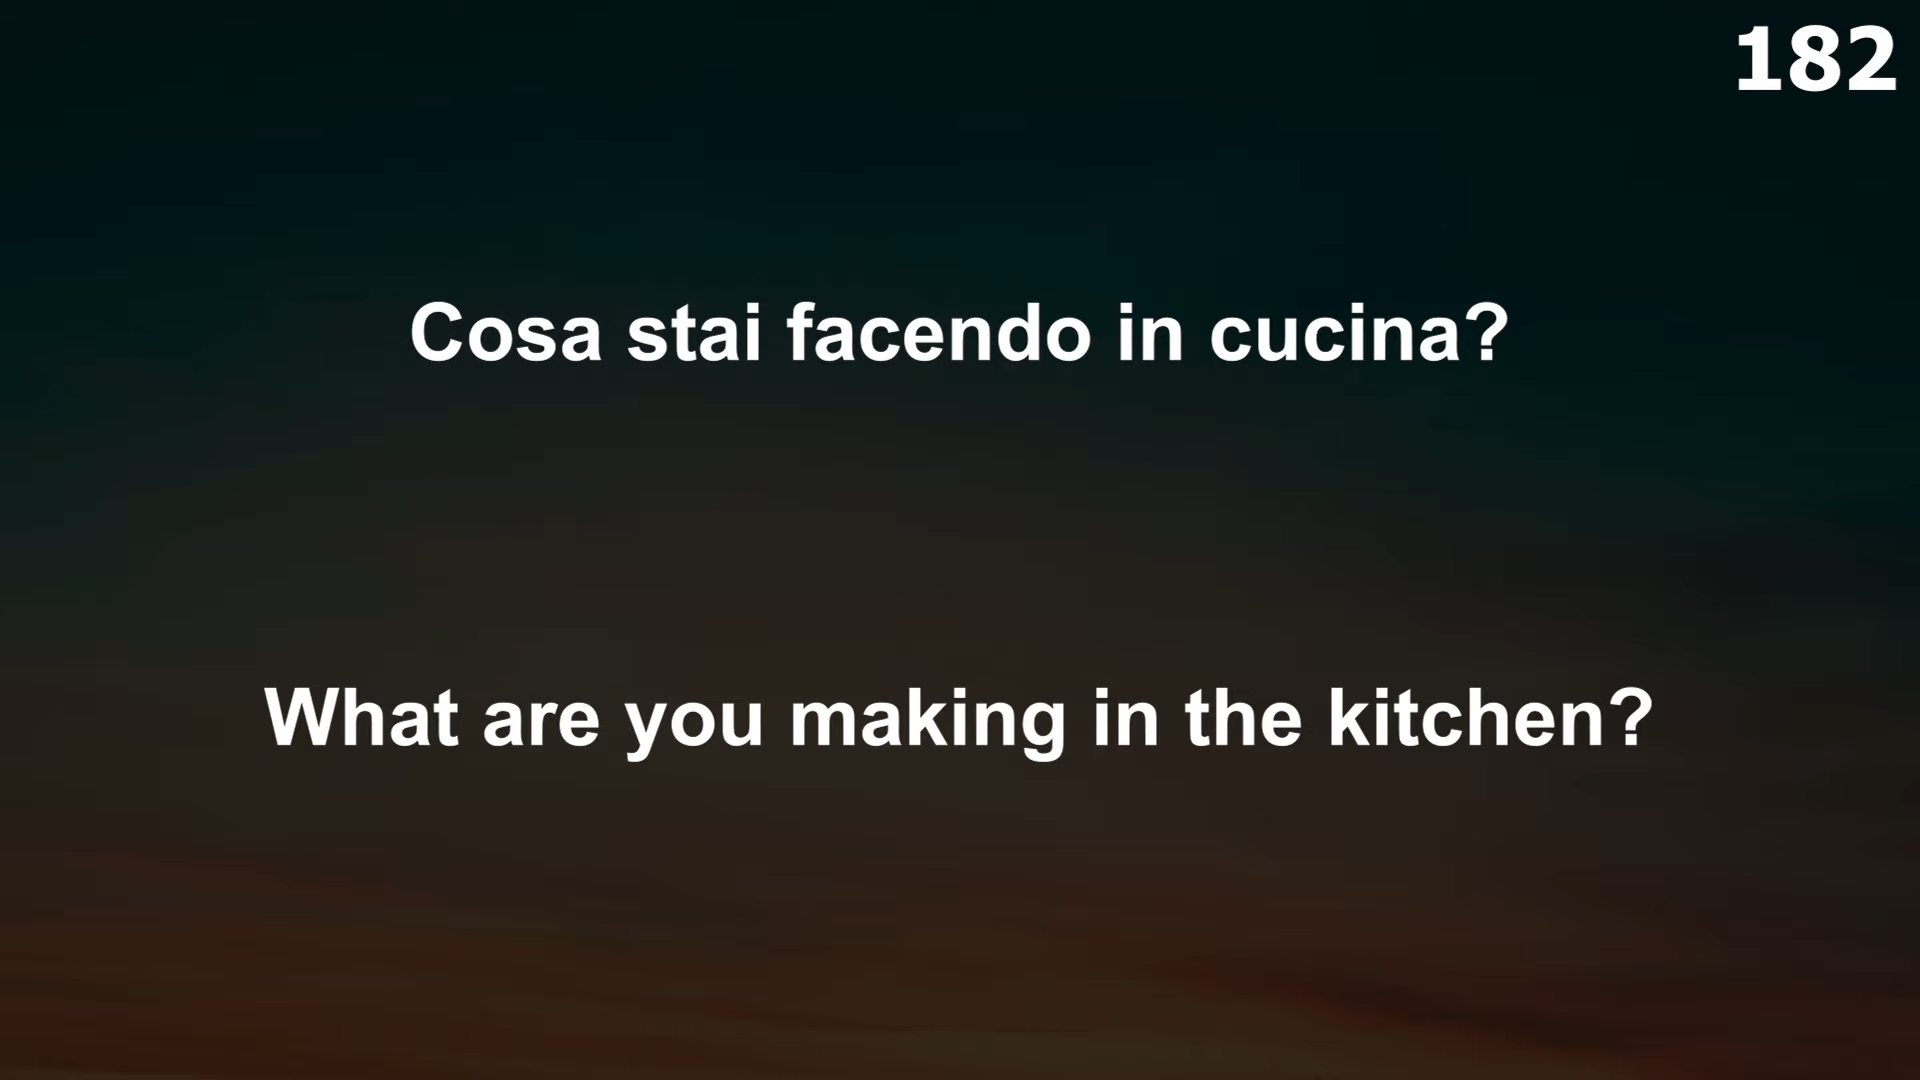 182
Cosa stai facendo in cucina?
What are you making in the kitchen?